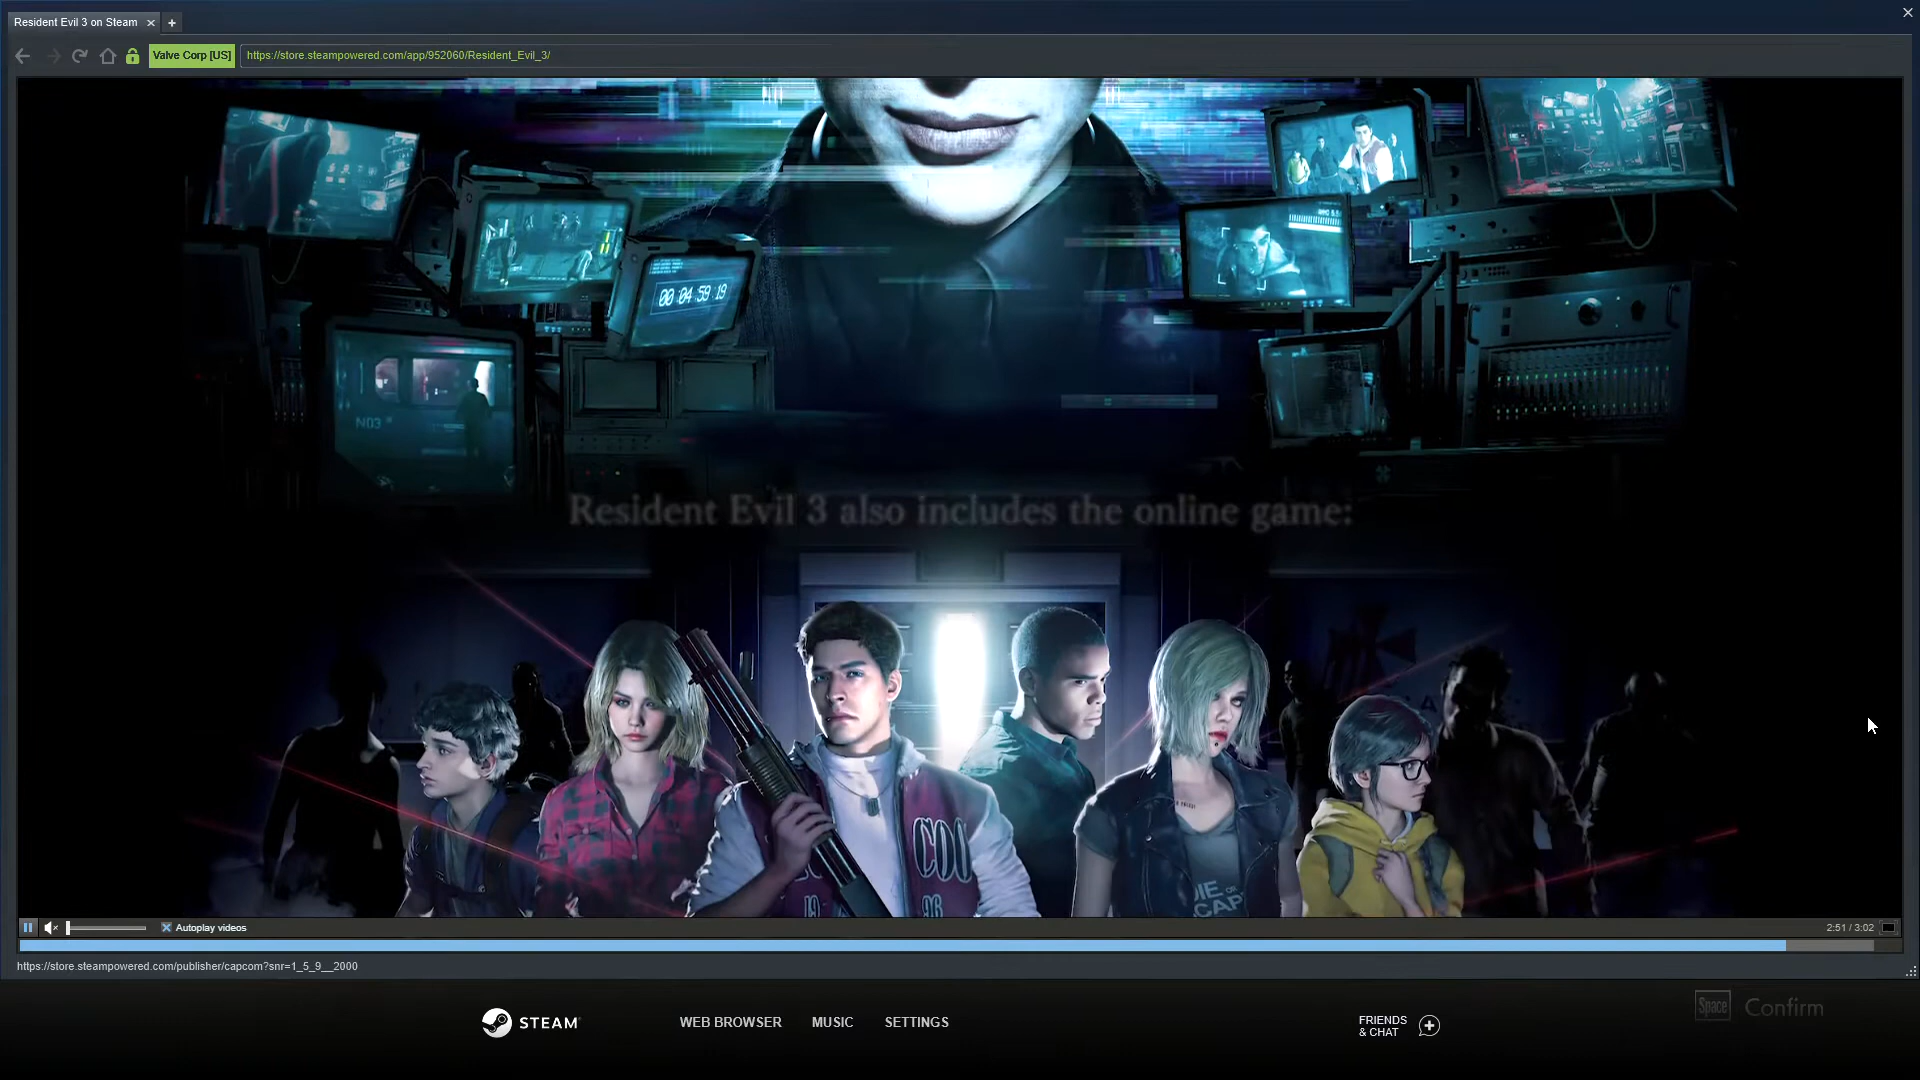 Resident Evil 3 on Steam
Valve Corp [US]
https://store.steampowered.com/app/952060/Resident_Evil_3/
00:04:59:19
N03
Resident Evil 3 also includes the online game:
DIE OR
Autoplay videos
2:51 / 3:02
https://store.steampowered.com/publisher/capcom?snr=1_5_9__2000
STEAM
WEB BROWSER
MUSIC
SETTINGS
FRIENDS
& CHAT
Space
Confirm